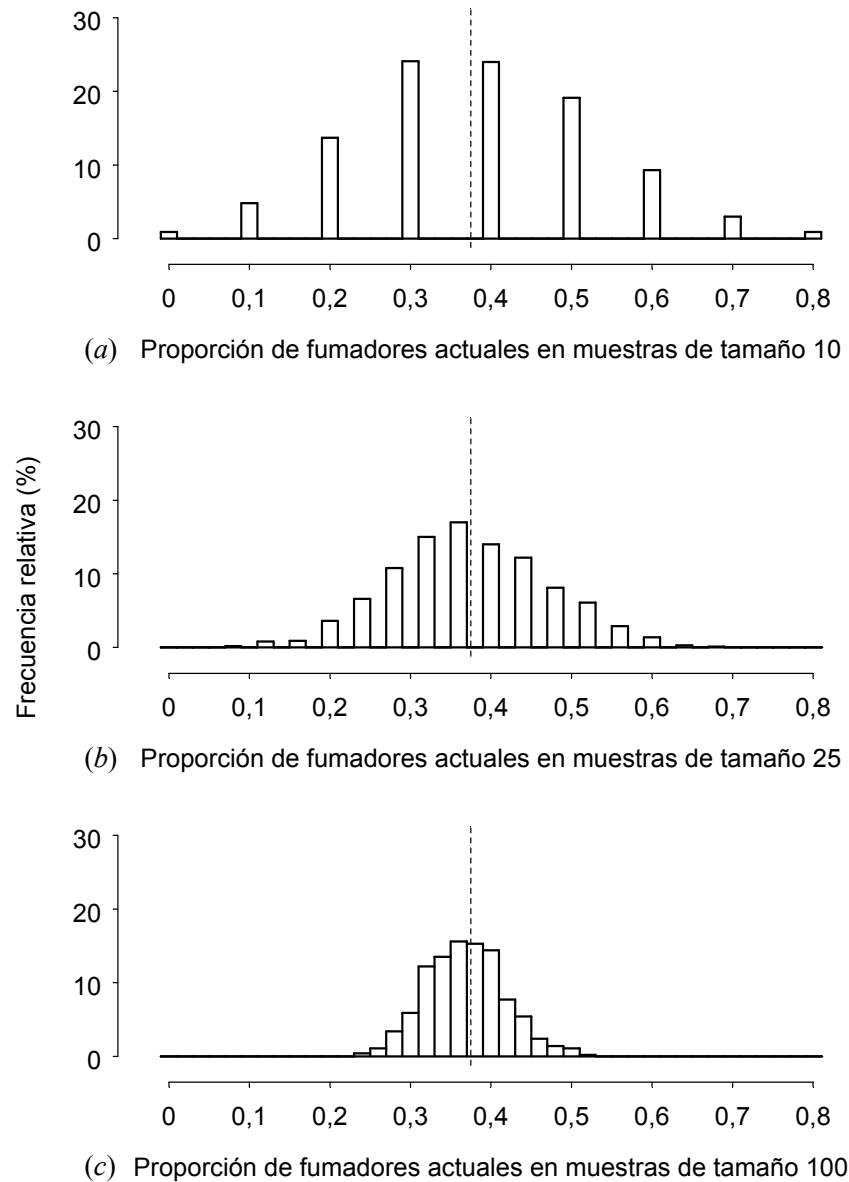 30
20
10
0
0 0,1 0,2 0,3 0,4 0,5 0,6 0,7 0,8
(a) Proporción de fumadores actuales en muestras de tamaño 10
Frecuencia relativa (%)
30
20
10
0
0 0,1 0,2 0,3 0,4 0,5 0,6 0,7 0,8
(b) Proporción de fumadores actuales en muestras de tamaño 25
30
20
10
0
0 0,1 0,2 0,3 0,4 0,5 0,6 0,7 0,8
(c) Proporción de fumadores actuales en muestras de tamaño 100